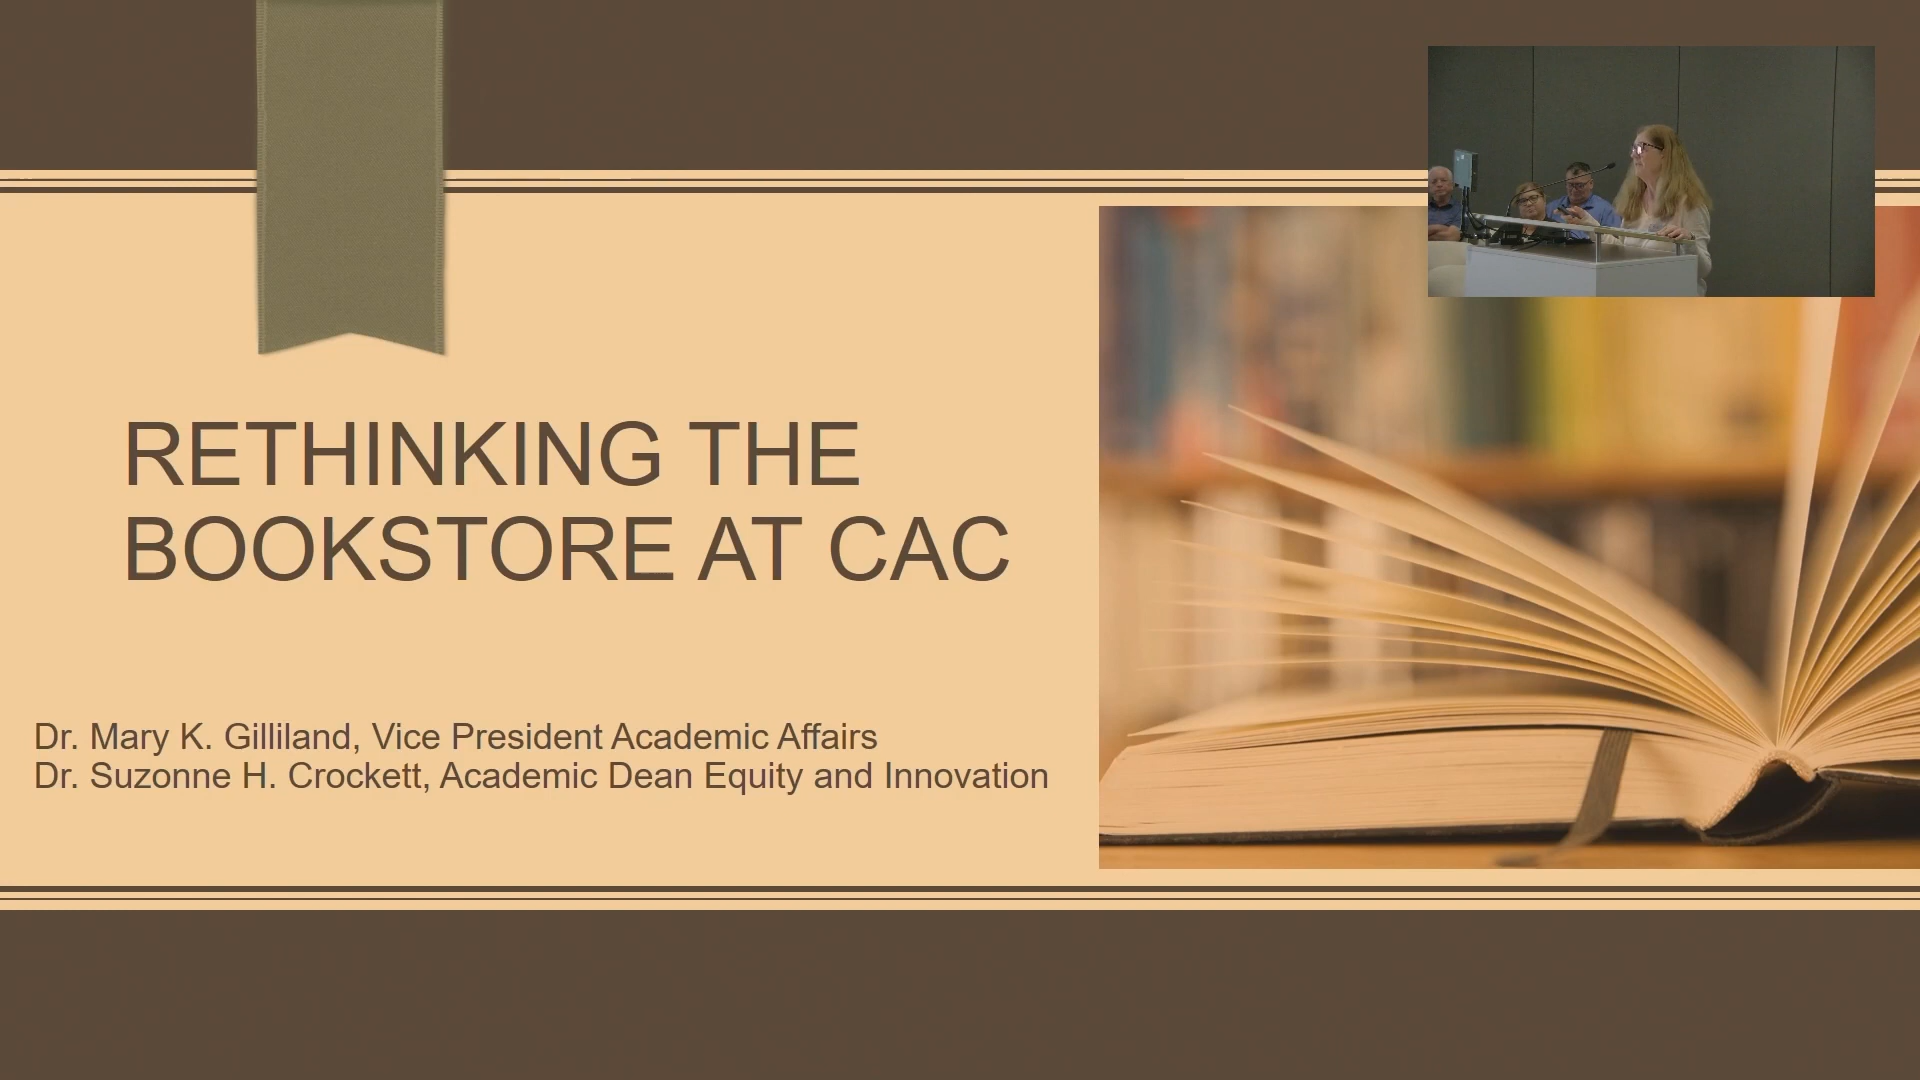 RETHINKING THE
BOOKSTORE AT CAC
Dr. Mary K. Gilliland, Vice President Academic Affairs
Dr. Suzonne H. Crockett, Academic Dean Equity and Innovation